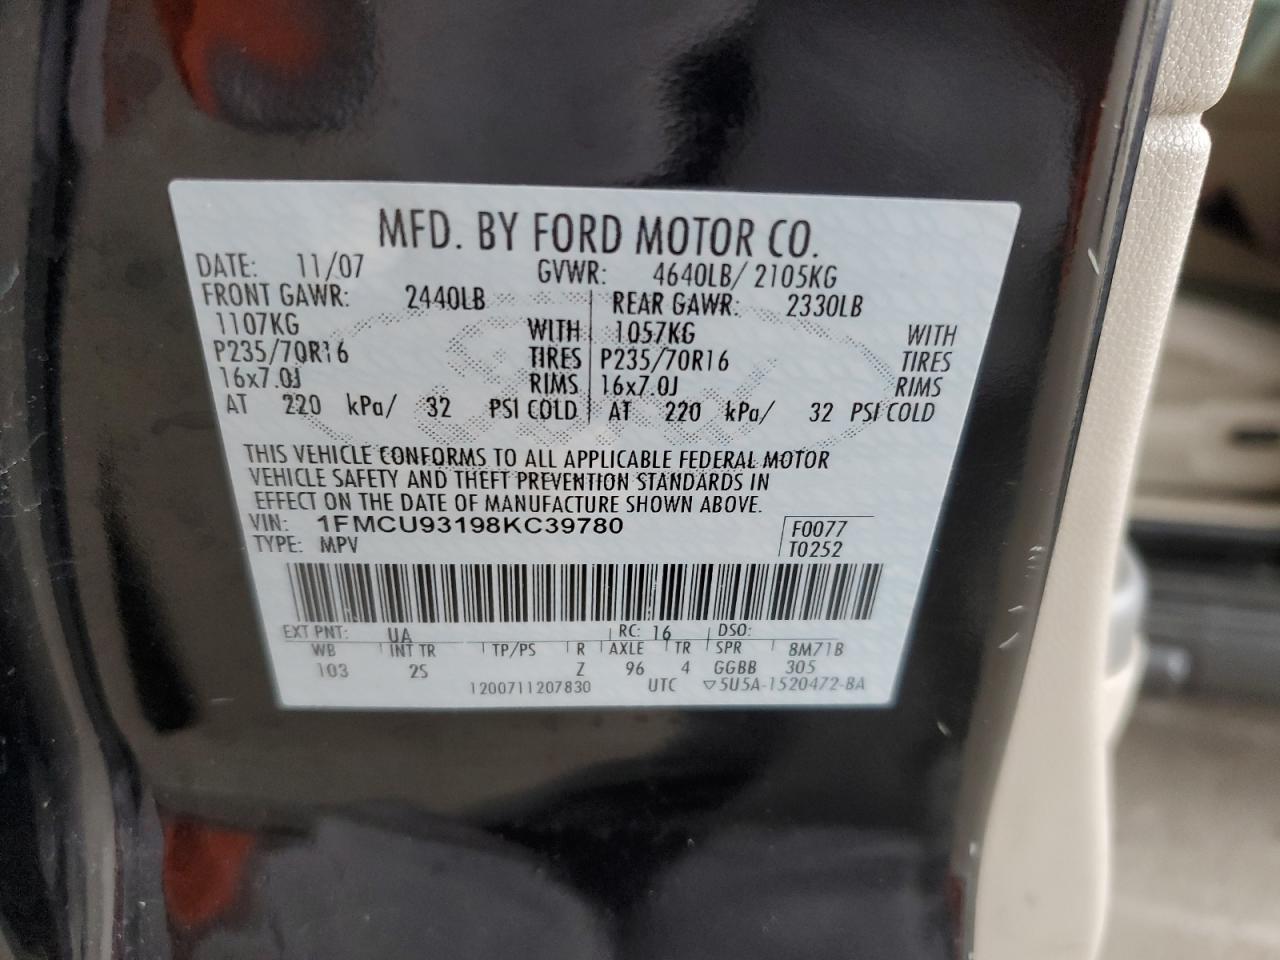 MFD. BY FORD MOTOR CO.
DATE: 11/07 GVWR: 4640LB/ 2105KG
FRONT GAWR: 2440LB REAR GAWR: 2330LB
1107KG WITH 1057KG WITH
P235/70R16 TIRES P235/70R16 TIRES
16x7.0J RIMS 16x7.0J RIMS
AT 220 kPa/ 32 PSI COLD AT 220 kPa/ 32 PSI COLD
THIS VEHICLE CONFORMS TO ALL APPLICABLE FEDERAL MOTOR
VEHICLE SAFETY AND THEFT PREVENTION STANDARDS IN
EFFECT ON THE DATE OF MANUFACTURE SHOWN ABOVE.
VIN: 1FMCU93198KC39780 F0077
TYPE: MPV T0252
EXT PNT: UA RC: 16 DSO:
WB INT TR TP/PS R AXLE TR SPR 8M71B
103 2S Z 96 4 GGBB 305
1200711207830 UTC ▽5U5A-1520472-BA